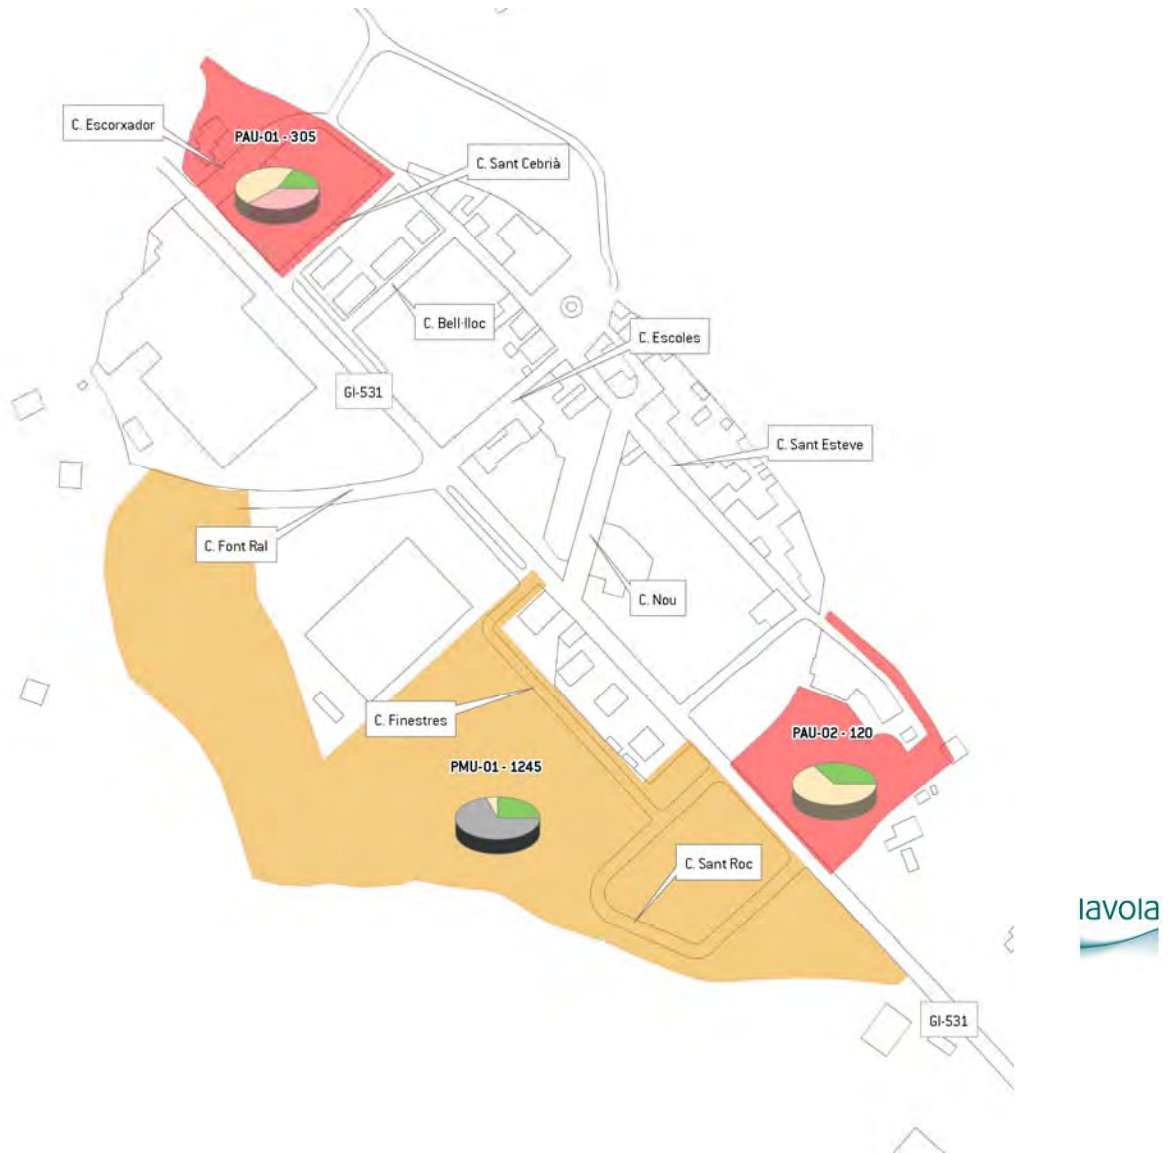 C. Escorxador
PAU-01 - 305
C. Sant Cebrià
C. Bell·lloc
C. Escoles
GI-531
C. Sant Esteve
C. Font Ral
C. Nou
C. Finestres
PAU-02 - 120
PMU-01 - 1245
C. Sant Roc
lavola
GI-531